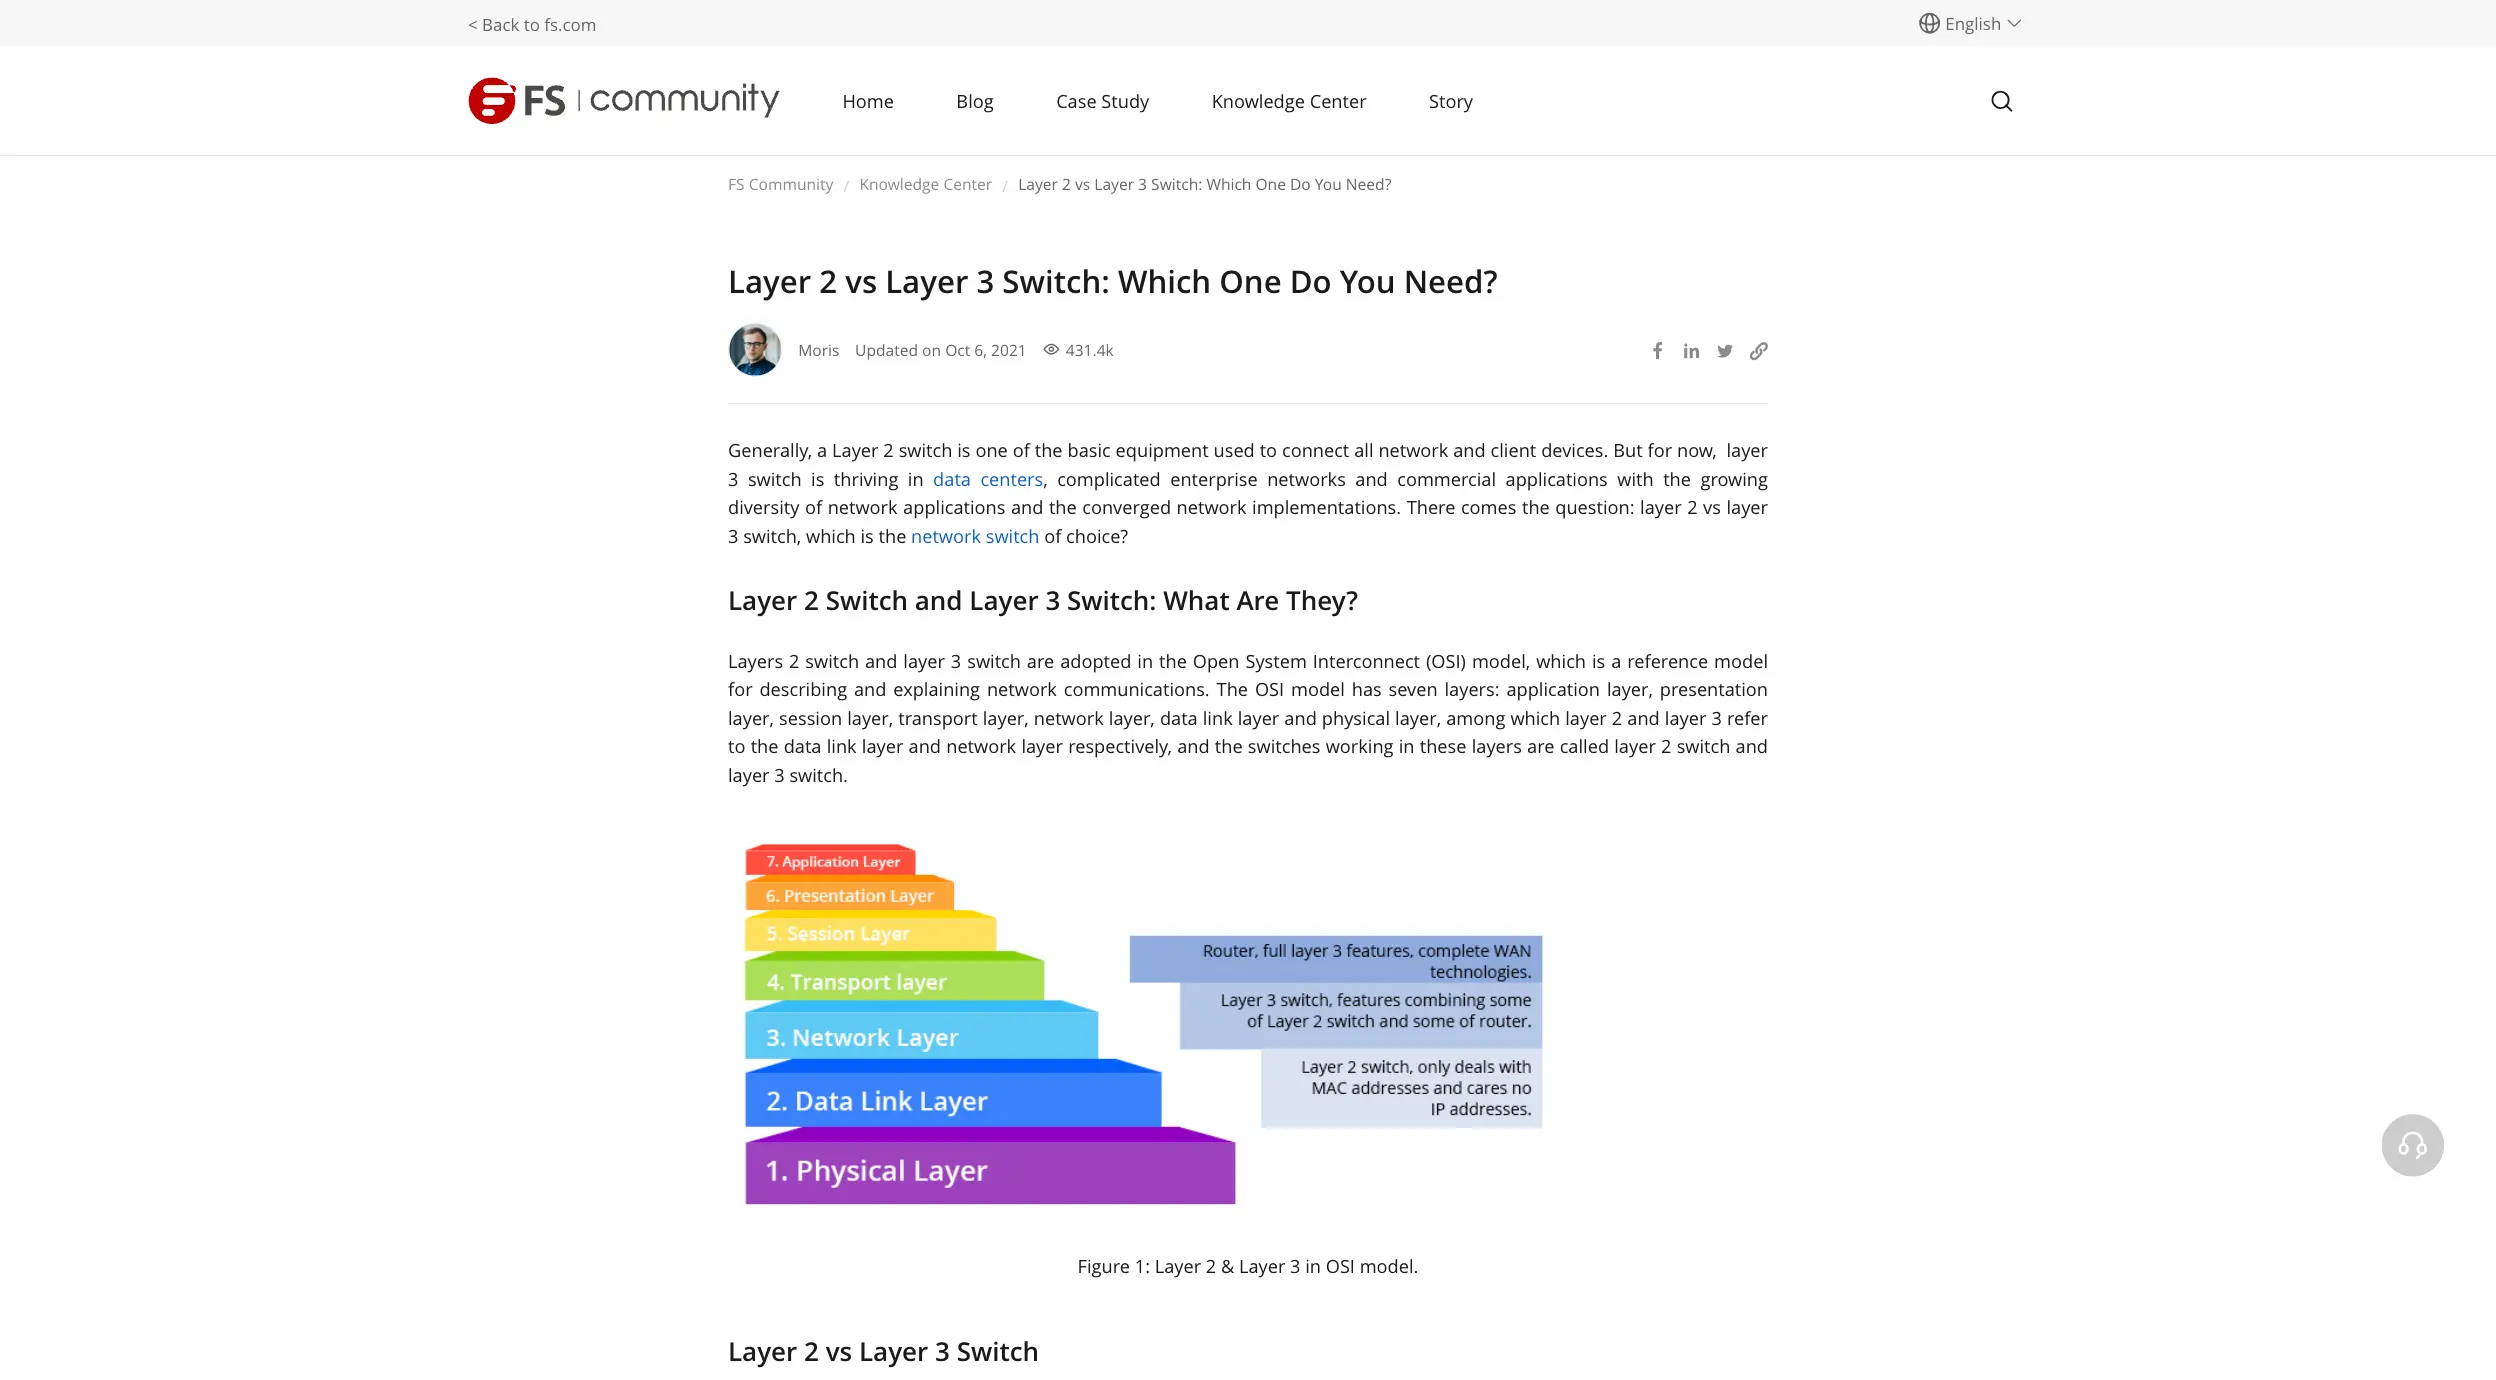 < Back to fs.com
English
FS | community
Home
Blog
Case Study
Knowledge Center
Story
FS Community / Knowledge Center / Layer 2 vs Layer 3 Switch: Which One Do You Need?
Layer 2 vs Layer 3 Switch: Which One Do You Need?
Moris Updated on Oct 6, 2021 431.4k
Generally, a Layer 2 switch is one of the basic equipment used to connect all network and client devices. But for now, layer
3 switch is thriving in data centers, complicated enterprise networks and commercial applications with the growing
diversity of network applications and the converged network implementations. There comes the question: layer 2 vs layer
3 switch, which is the network switch of choice?
Layer 2 Switch and Layer 3 Switch: What Are They?
Layers 2 switch and layer 3 switch are adopted in the Open System Interconnect (OSI) model, which is a reference model
for describing and explaining network communications. The OSI model has seven layers: application layer, presentation
layer, session layer, transport layer, network layer, data link layer and physical layer, among which layer 2 and layer 3 refer
to the data link layer and network layer respectively, and the switches working in these layers are called layer 2 switch and
layer 3 switch.
7. Application Layer
6. Presentation Layer
5. Session Layer
4. Transport layer
3. Network Layer
2. Data Link Layer
1. Physical Layer
Router, full layer 3 features, complete WAN
technologies.
Layer 3 switch, features combining some
of Layer 2 switch and some of router.
Layer 2 switch, only deals with
MAC addresses and cares no
IP addresses.
Figure 1: Layer 2 & Layer 3 in OSI model.
Layer 2 vs Layer 3 Switch